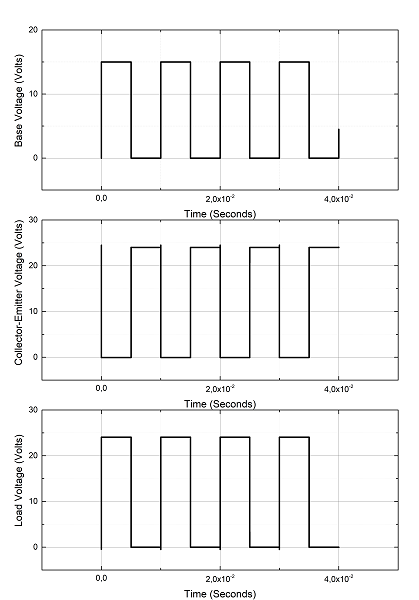 20
10
0
Base Voltage (Volts)
0,0
2,0x10⁻²
4,0x10⁻²
Time (Seconds)
30
20
10
0
Collector-Emitter Voltage (Volts)
0,0
2,0x10⁻²
4,0x10⁻²
Time (Seconds)
30
20
10
0
Load Voltage (Volts)
0,0
2,0x10⁻²
4,0x10⁻²
Time (Seconds)